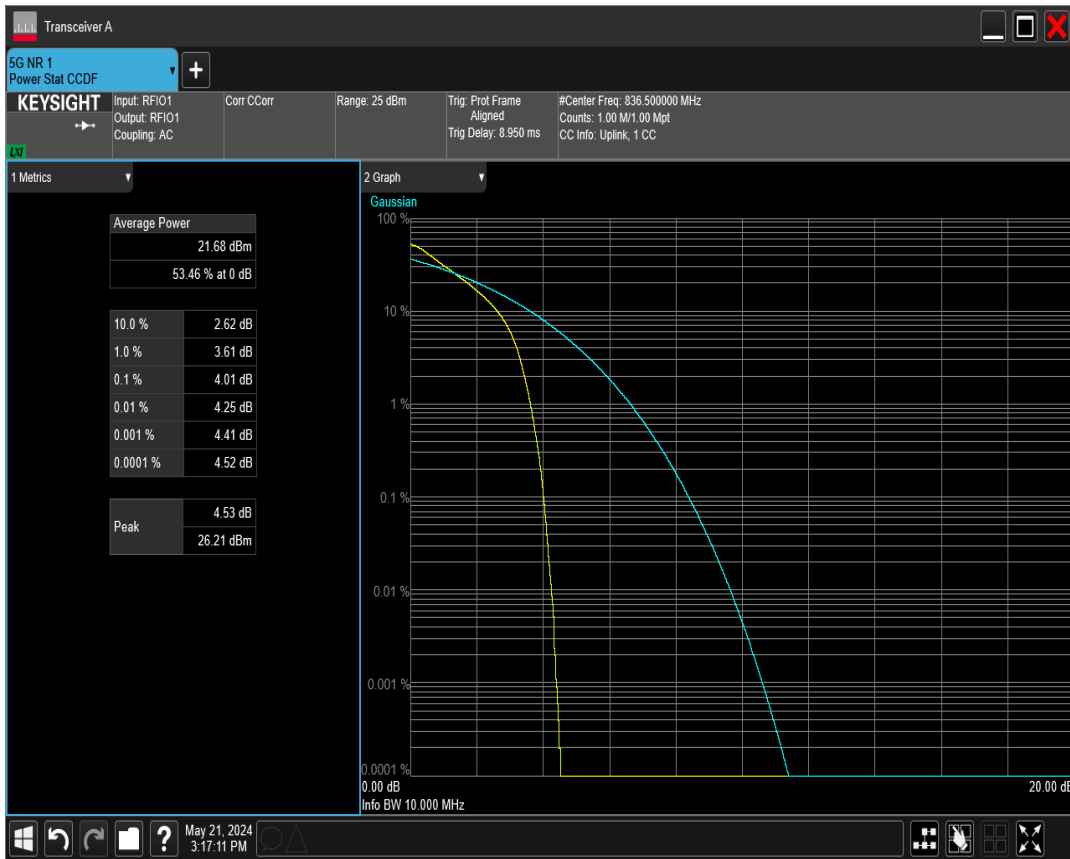 Transceiver A
5G NR 1
Power Stat CCDF
KEYSIGHT
LXI
Input: RFIO1
Output: RFIO1
Coupling: AC
Corr CCorr
Range: 25 dBm
Trig: Prot Frame
Aligned
Trig Delay: 8.950 ms
#Center Freq: 836.500000 MHz
Counts: 1.00 M/1.00 Mpt
CC Info: Uplink, 1 CC
1 Metrics
Average Power
21.68 dBm
53.46 % at 0 dB
10.0 % 2.62 dB
1.0 % 3.61 dB
0.1 % 4.01 dB
0.01 % 4.25 dB
0.001 % 4.41 dB
0.0001 % 4.52 dB
Peak 4.53 dB
26.21 dBm
2 Graph
Gaussian
100 %
10 %
1 %
0.1 %
0.01 %
0.001 %
0.0001 %
0.00 dB 20.00 dB
Info BW 10.000 MHz
May 21, 2024
3:17:11 PM